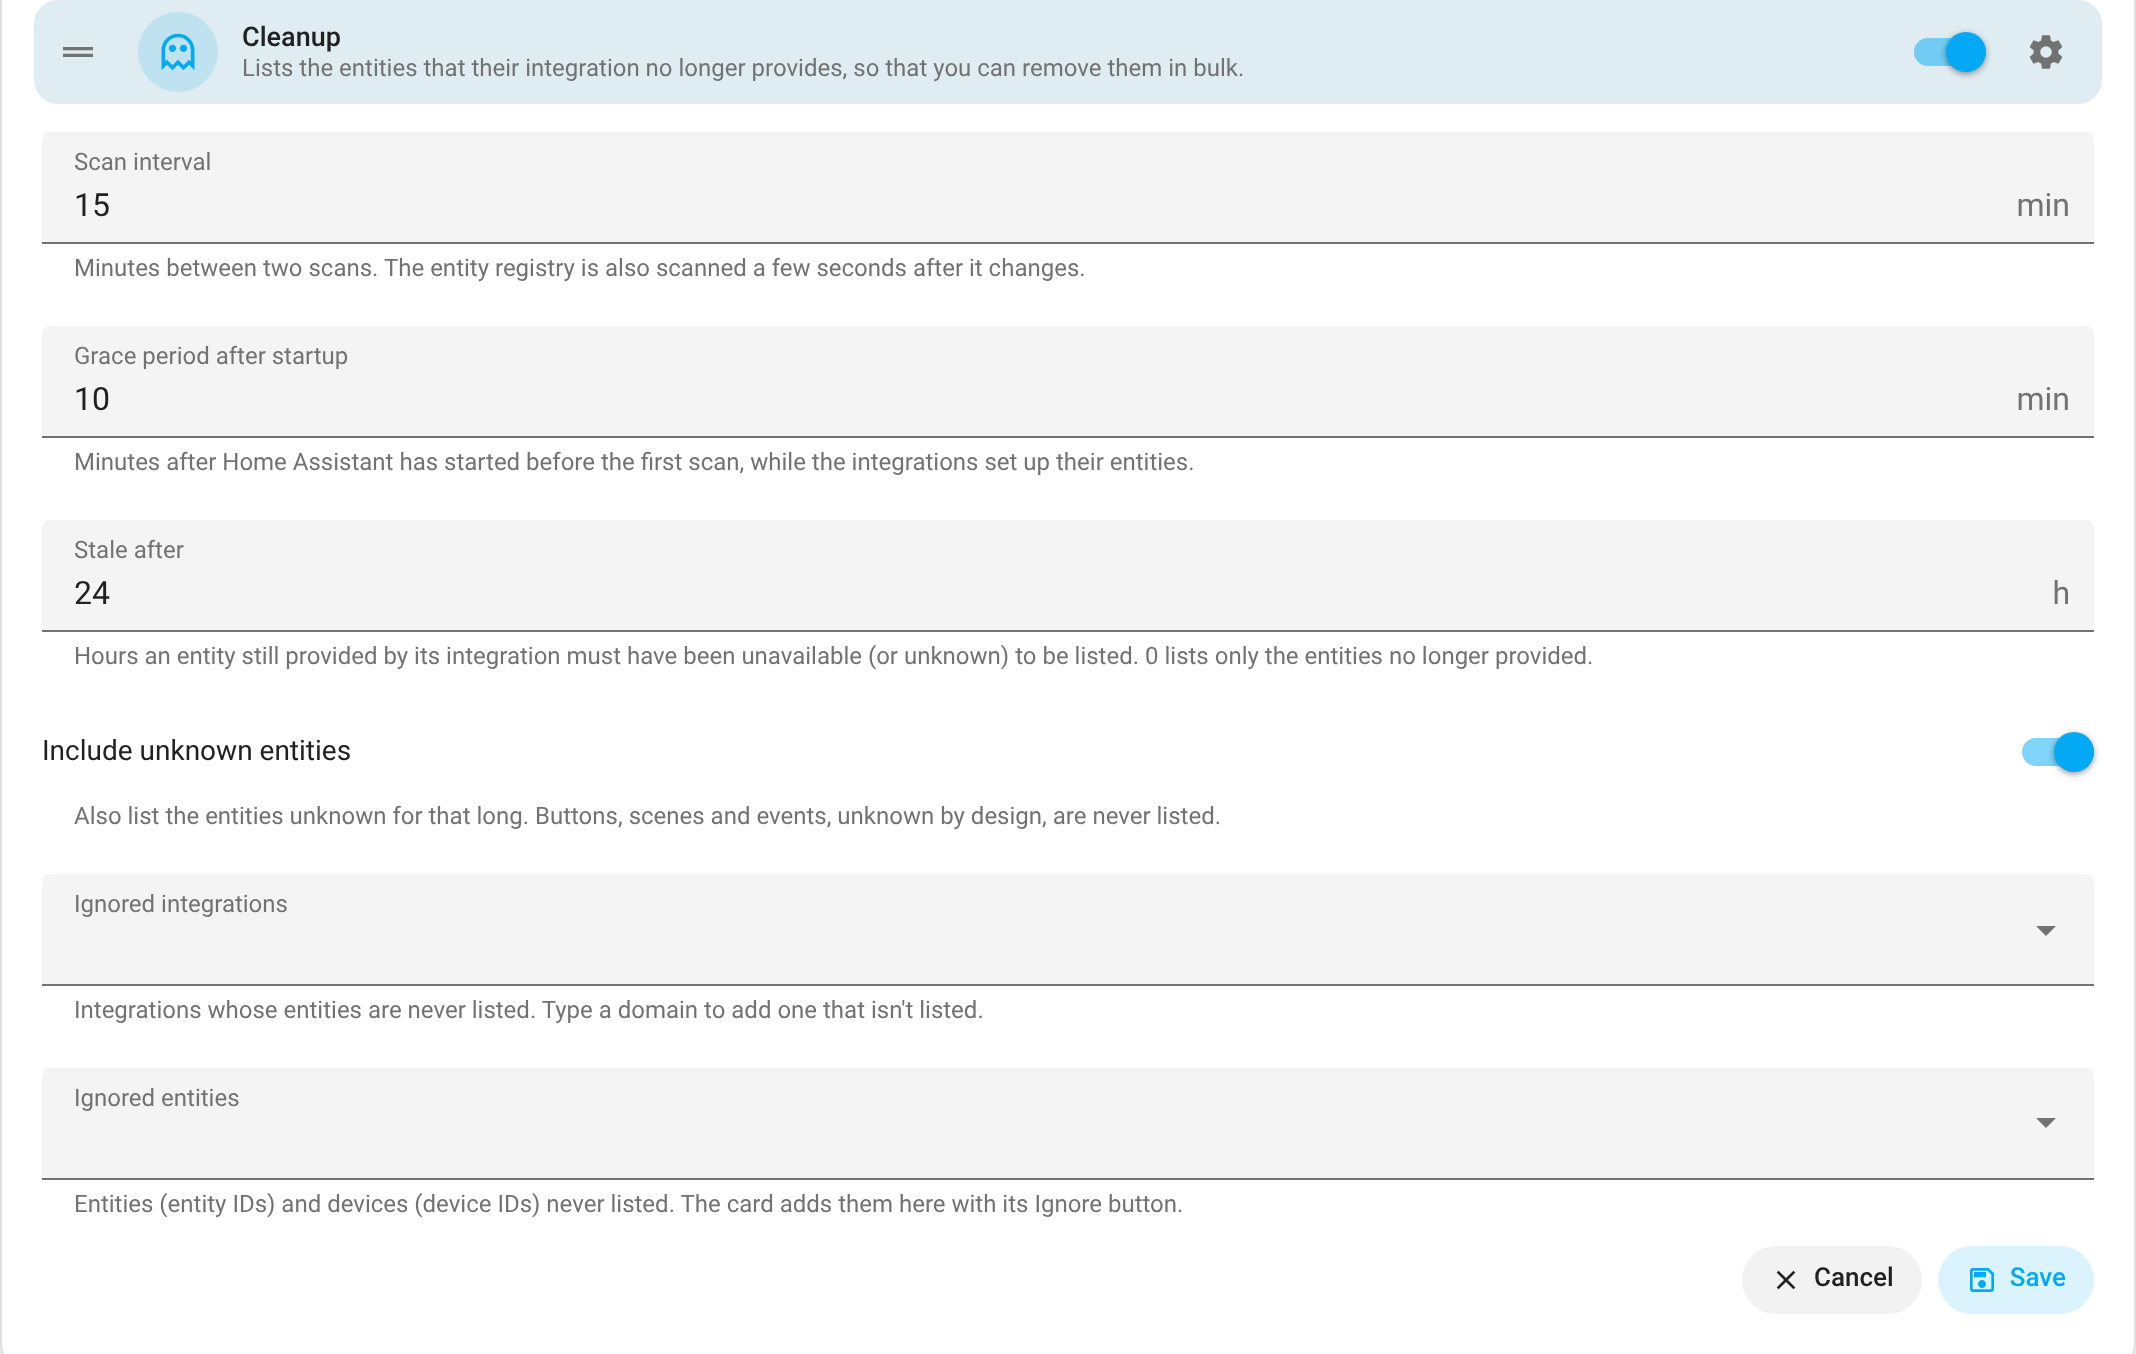 Cleanup
Lists the entities that their integration no longer provides, so that you can remove them in bulk.
Scan interval
15 min
Minutes between two scans. The entity registry is also scanned a few seconds after it changes.
Grace period after startup
10 min
Minutes after Home Assistant has started before the first scan, while the integrations set up their entities.
Stale after
24 h
Hours an entity still provided by its integration must have been unavailable (or unknown) to be listed. 0 lists only the entities no longer provided.
Include unknown entities
Also list the entities unknown for that long. Buttons, scenes and events, unknown by design, are never listed.
Ignored integrations
Integrations whose entities are never listed. Type a domain to add one that isn't listed.
Ignored entities
Entities (entity IDs) and devices (device IDs) never listed. The card adds them here with its Ignore button.
Cancel Save